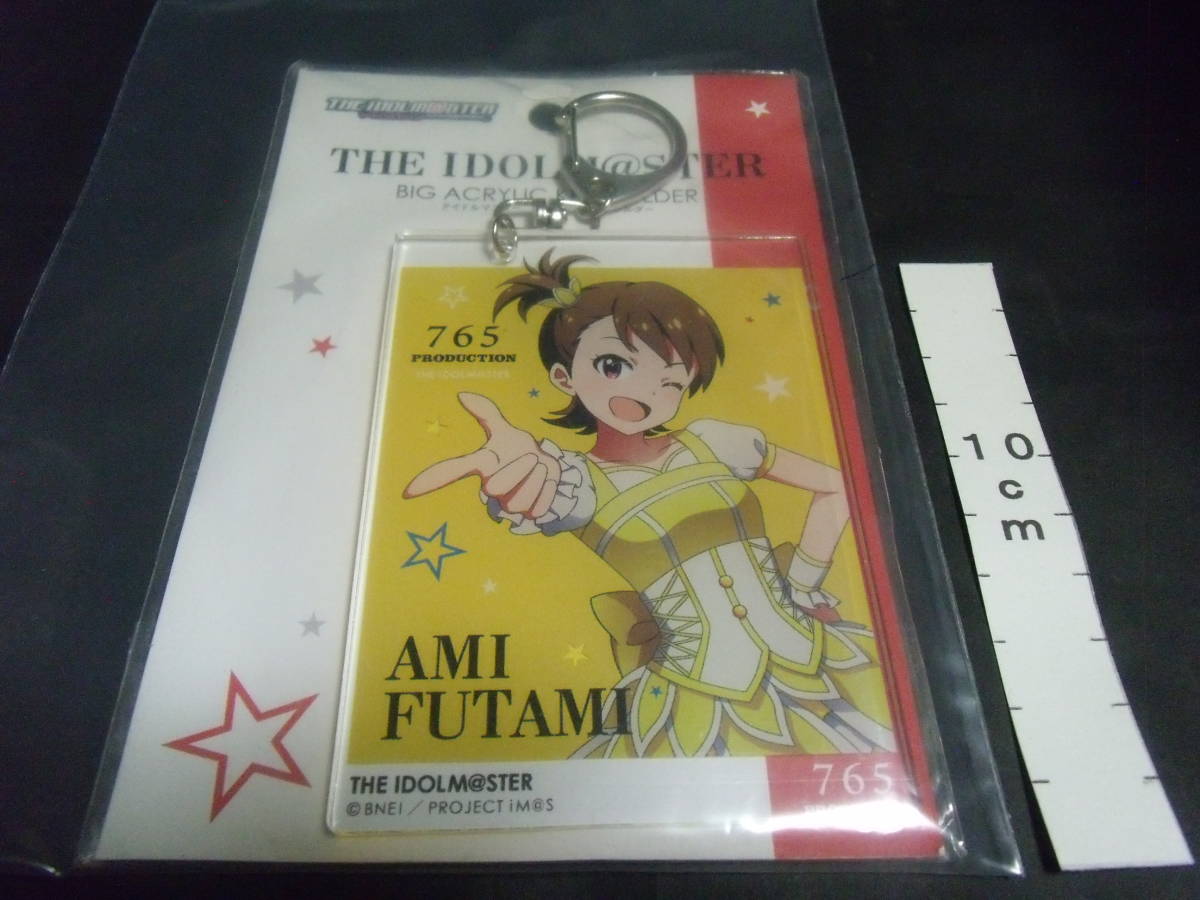 THE IDOLM@STER
THE IDOLM@STER
BIG ACRYLIC
765
PRODUCTION
THE IDOLM@STER
AMI
FUTAMI
THE IDOLM@STER
©BNEI／PROJECT iM@S
765
10
cm